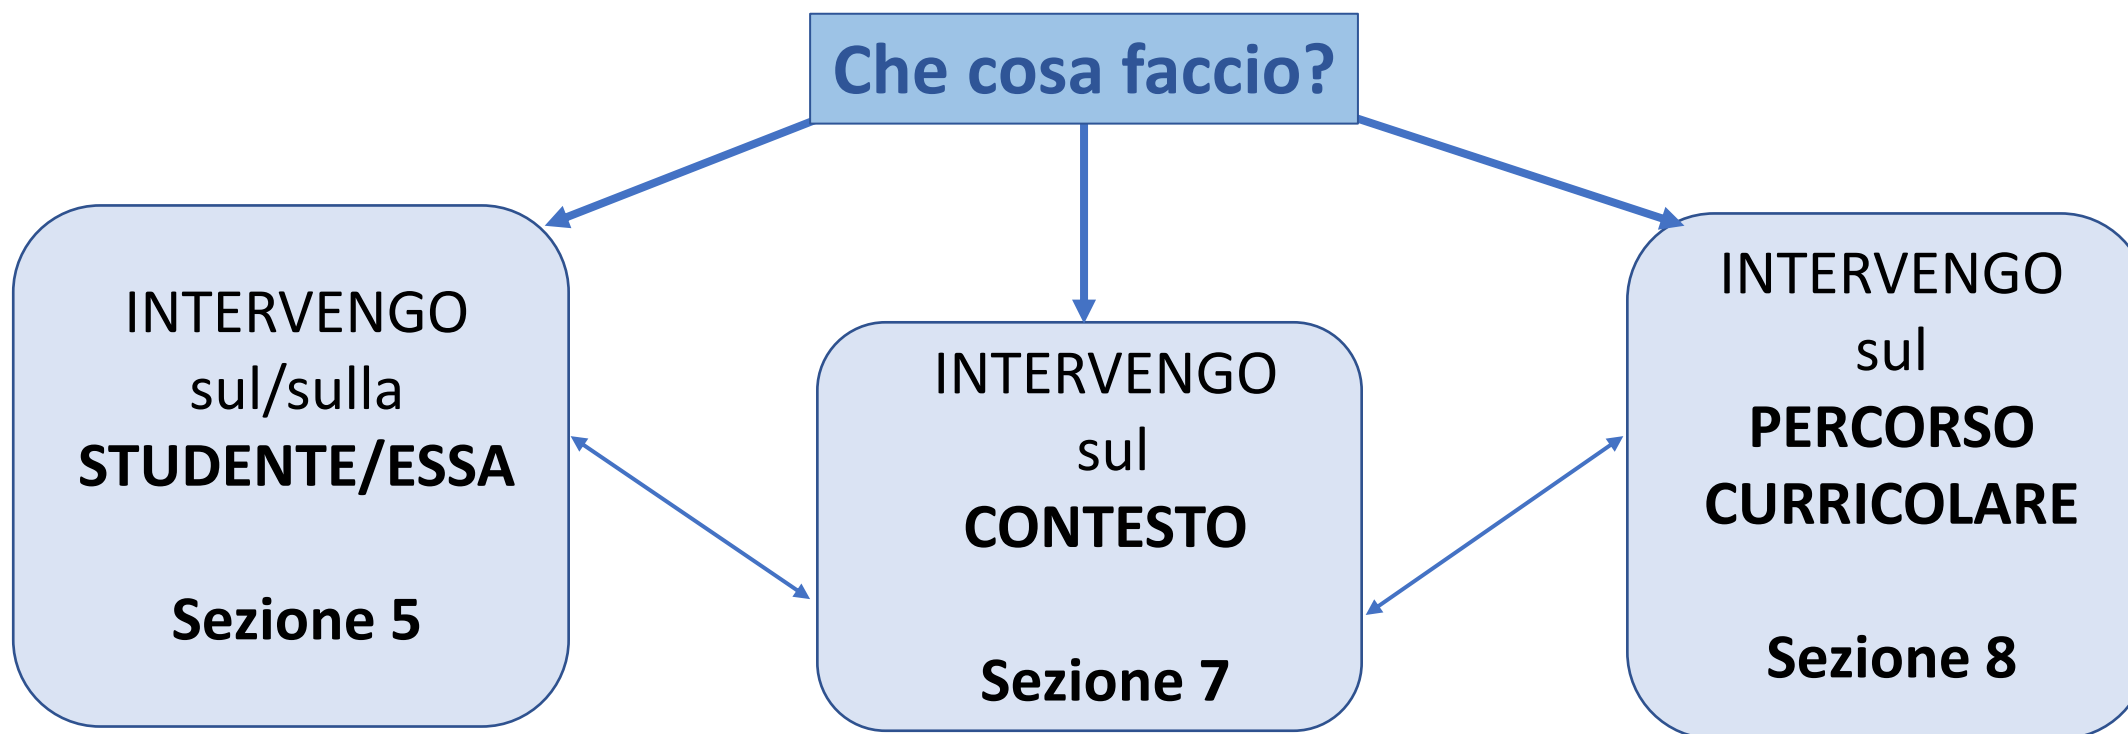 Che cosa faccio?
INTERVENGO
sul/sulla
STUDENTE/ESSA
Sezione 5
INTERVENGO
sul
CONTESTO
Sezione 7
INTERVENGO
sul
PERCORSO
CURRICOLARE
Sezione 8